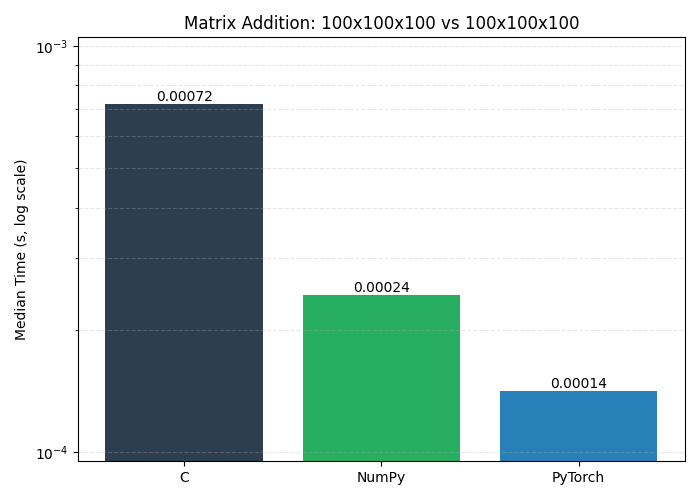 Matrix Addition: 100x100x100 vs 100x100x100
Median Time (s, log scale)
10⁻³
10⁻⁴
0.00072
0.00024
0.00014
C
NumPy
PyTorch